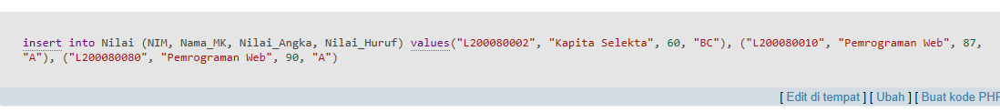 insert into Nilai (NIM, Nama_MK, Nilai_Angka, Nilai_Huruf) values("L200080002", "Kapita Selekta", 60, "BC"), ("L200080010", "Pemrograman Web", 87,
"A"), ("L200080080", "Pemrograman Web", 90, "A")
[ Edit di tempat ] [ Ubah ] [ Buat kode PHP